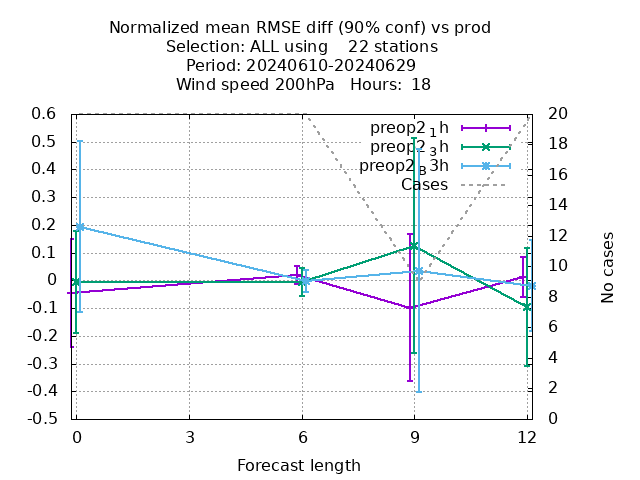 Normalized mean RMSE diff (90% conf) vs prod
Selection: ALL using    22 stations
Period: 20240610-20240629
Wind speed 200hPa   Hours:  18
0.6
0.5
0.4
0.3
0.2
0.1
0
-0.1
-0.2
-0.3
-0.4
-0.5
preop2₁h
preop2₃h
preop2_B3h
Cases
20
18
16
14
12
10
8
6
4
2
0
No cases
0 3 6 9 12
Forecast length